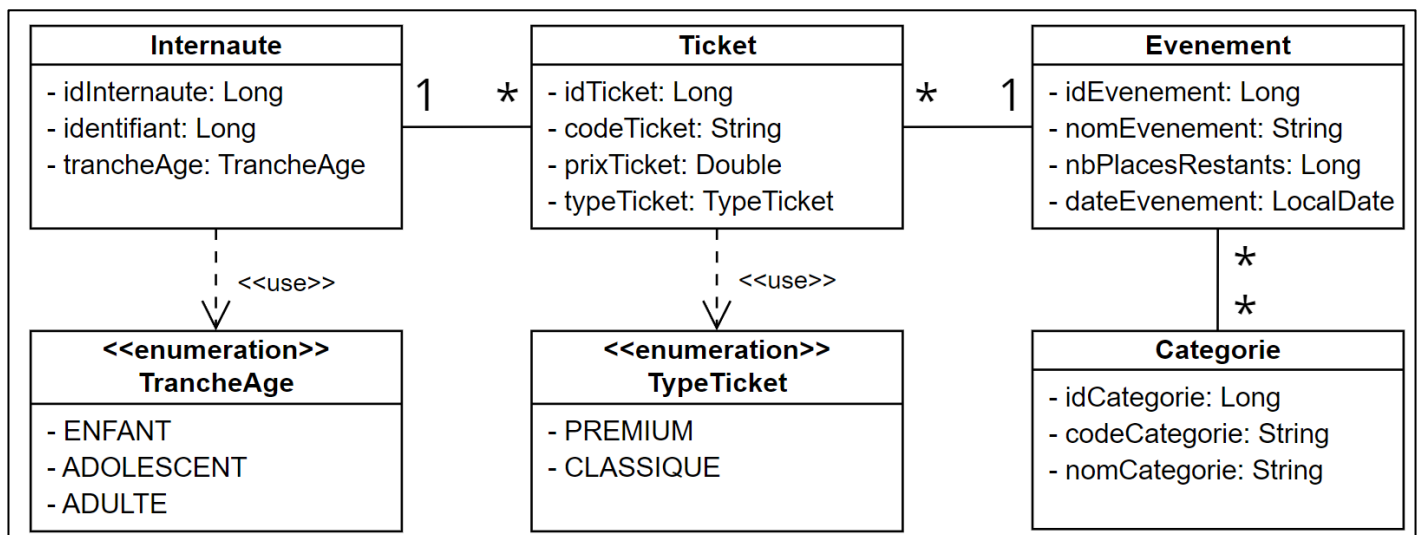 Internaute
- idInternaute: Long
- identifiant: Long
- trancheAge: TrancheAge
1 *
Ticket
- idTicket: Long
- codeTicket: String
- prixTicket: Double
- typeTicket: TypeTicket
* 1
Evenement
- idEvenement: Long
- nomEvenement: String
- nbPlacesRestants: Long
- dateEvenement: LocalDate
<<use>>
<<use>>
*
*
<<enumeration>>
TrancheAge
- ENFANT
- ADOLESCENT
- ADULTE
<<enumeration>>
TypeTicket
- PREMIUM
- CLASSIQUE
Categorie
- idCategorie: Long
- codeCategorie: String
- nomCategorie: String